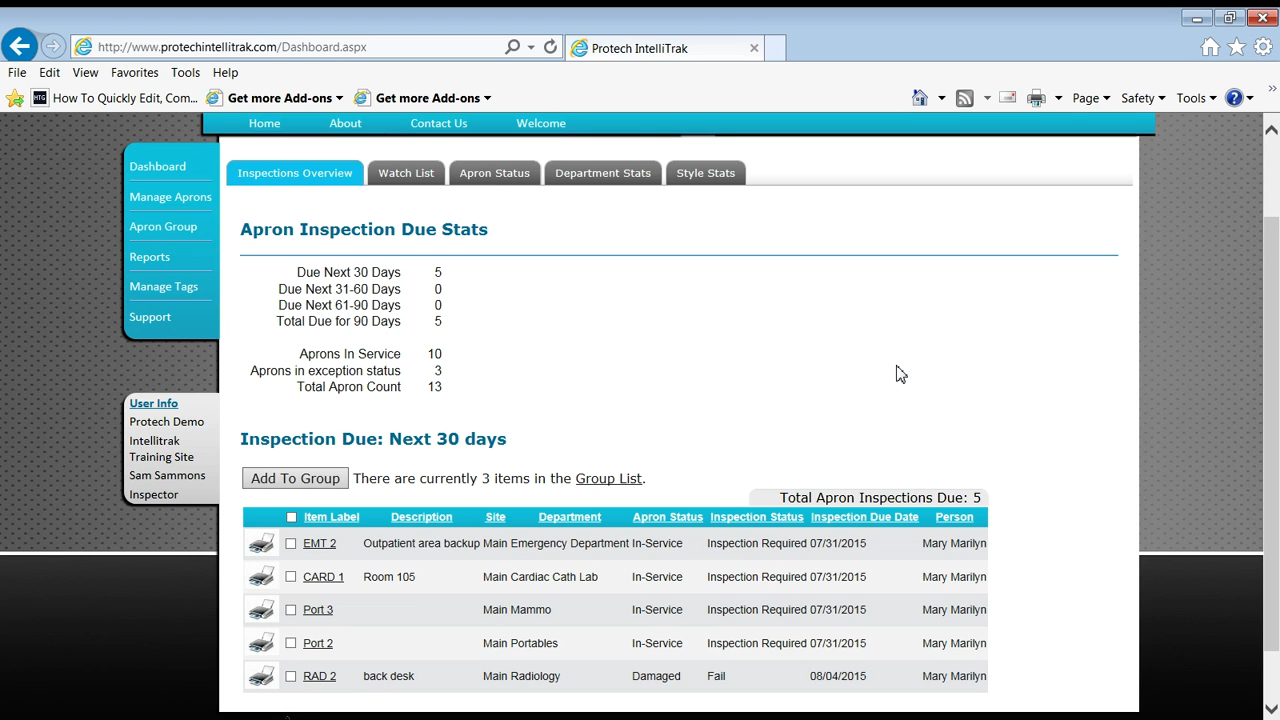 http://www.protechintellitrak.com/Dashboard.aspx
Protech IntelliTrak
File Edit View Favorites Tools Help
HTG How To Quickly Edit, Com... Get more Add-ons Get more Add-ons Page Safety Tools
Home About Contact Us Welcome
Dashboard
Manage Aprons
Apron Group
Reports
Manage Tags
Support
User Info
Protech Demo
Intellitrak
Training Site
Sam Sammons
Inspector
Inspections Overview Watch List Apron Status Department Stats Style Stats
Apron Inspection Due Stats
Due Next 30 Days 5
Due Next 31-60 Days 0
Due Next 61-90 Days 0
Total Due for 90 Days 5
Aprons In Service 10
Aprons in exception status 3
Total Apron Count 13
Inspection Due: Next 30 days
Add To Group There are currently 3 items in the Group List.
Total Apron Inspections Due: 5
Item Label Description Site Department Apron Status Inspection Status Inspection Due Date Person
EMT 2 Outpatient area backup Main Emergency Department In-Service Inspection Required 07/31/2015 Mary Marilyn
CARD 1 Room 105 Main Cardiac Cath Lab In-Service Inspection Required 07/31/2015 Mary Marilyn
Port 3 Main Mammo In-Service Inspection Required 07/31/2015 Mary Marilyn
Port 2 Main Portables In-Service Inspection Required 07/31/2015 Mary Marilyn
RAD 2 back desk Main Radiology Damaged Fail 08/04/2015 Mary Marilyn